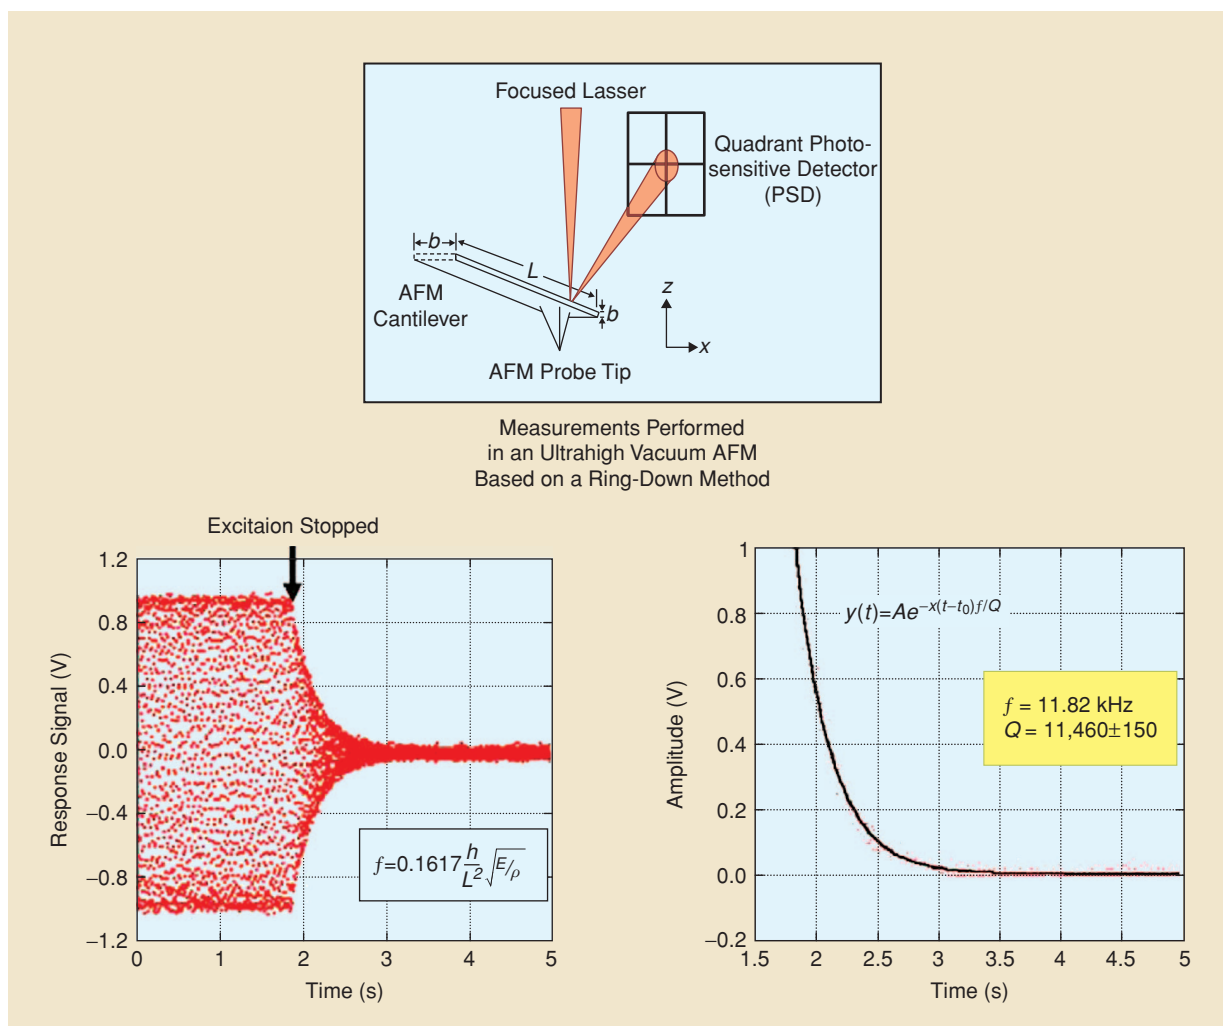 Focused Lasser
Quadrant Photo-
sensitive Detector
(PSD)
b
L
AFM
Cantilever
b
z
x
AFM Probe Tip
Measurements Performed
in an Ultrahigh Vacuum AFM
Based on a Ring-Down Method
Excitaion Stopped
1.2
0.8
0.4
0.0
−0.4
−0.8
−1.2
Response Signal (V)
f=0.1617 h/L² √E/ρ
0 1 2 3 4 5
Time (s)
1
0.8
0.6
0.4
0.2
0.0
−0.2
Amplitude (V)
y(t)=Ae^{−x(t−t₀)f/Q}
f = 11.82 kHz
Q = 11,460±150
1.5 2 2.5 3 3.5 4 4.5 5
Time (s)